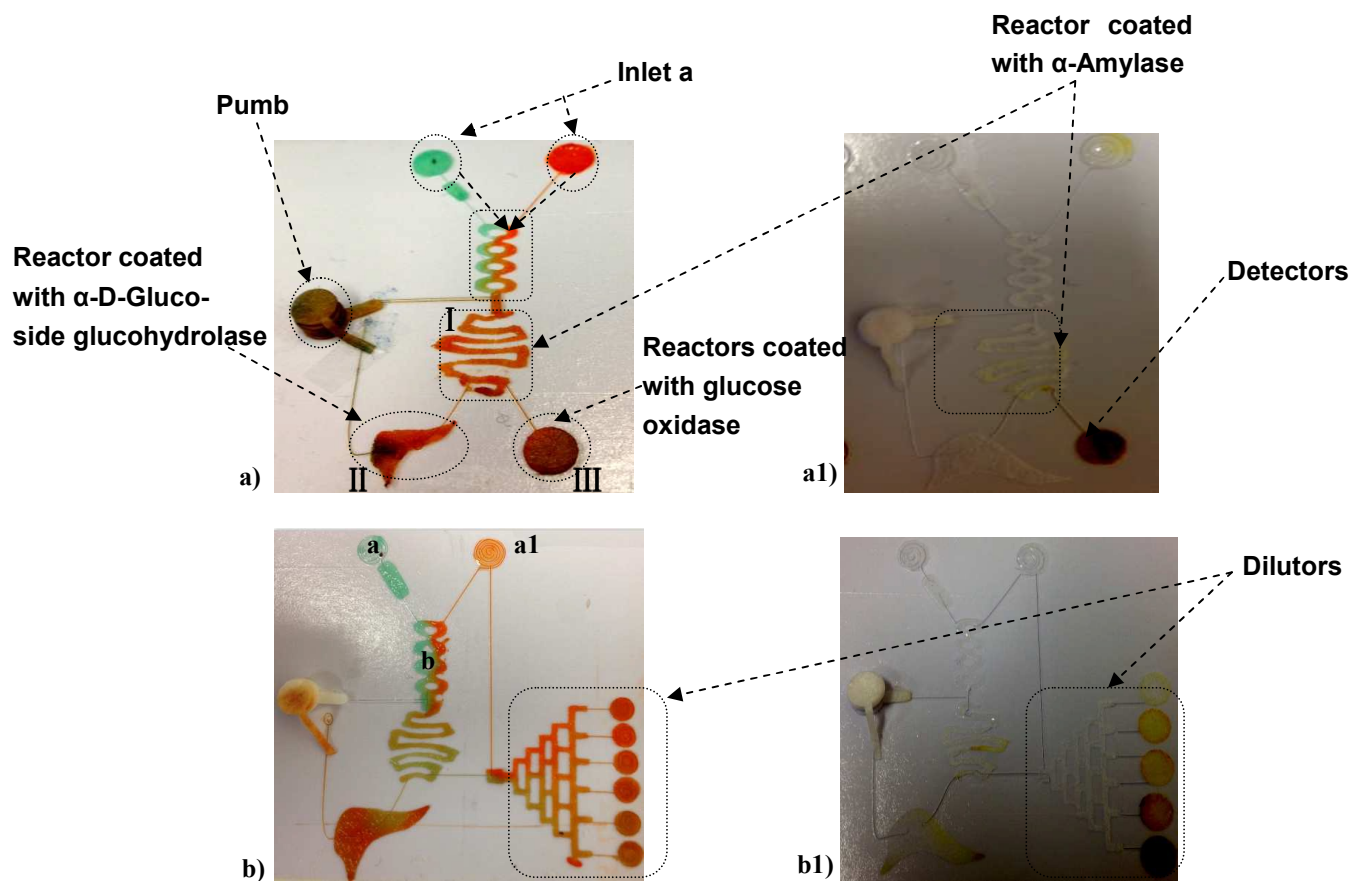 Reactor coated
with α-Amylase
Inlet a
Pumb
Reactor coated
with α-D-Gluco-
side glucohydrolase
Detectors
I
Reactors coated
with glucose
oxidase
a)
II
III
a1)
a
a1
Dilutors
b
b)
b1)